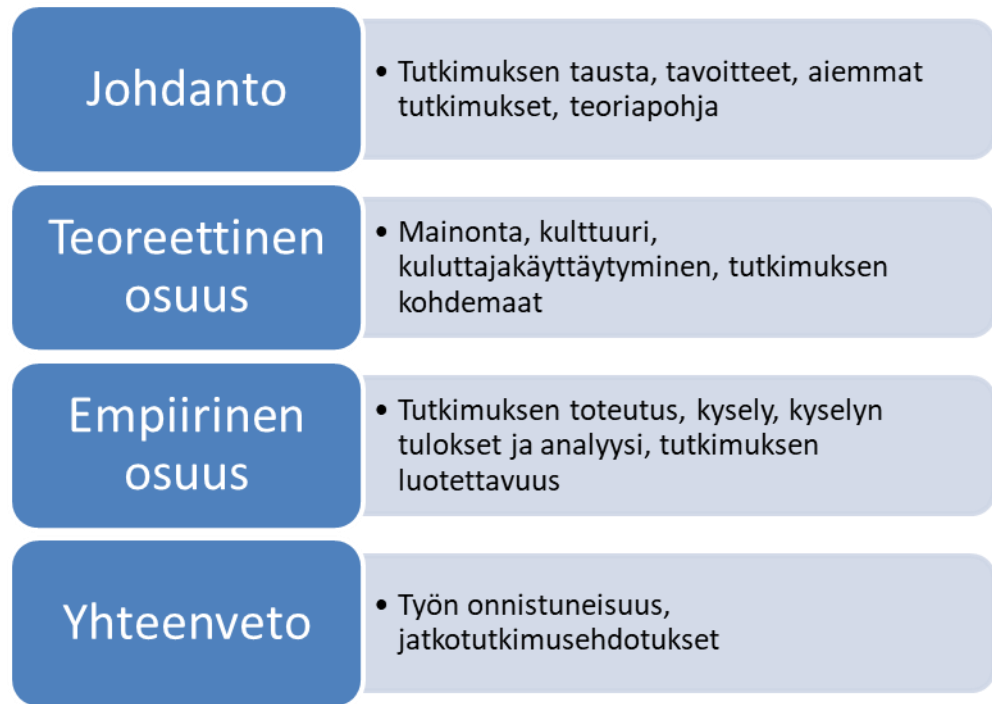 Johdanto
• Tutkimuksen tausta, tavoitteet, aiemmat
tutkimukset, teoriapohja
Teoreettinen
osuus
• Mainonta, kulttuuri,
kuluttajakäyttäytyminen, tutkimuksen
kohdemaat
Empiirinen
osuus
• Tutkimuksen toteutus, kysely, kyselyn
tulokset ja analyysi, tutkimuksen
luotettavuus
Yhteenveto
• Työn onnistuneisuus,
jatkotutkimusehdotukset